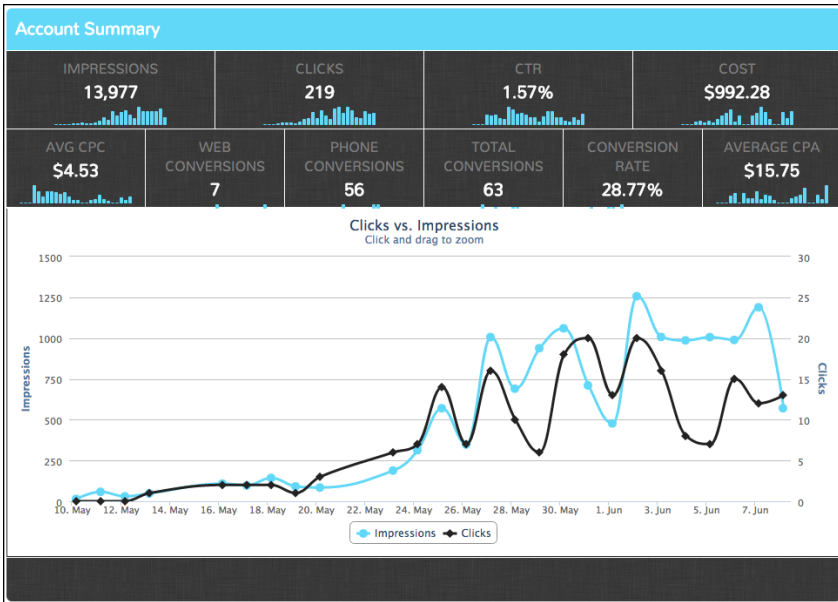 Account Summary
IMPRESSIONS
13,977
CLICKS
219
CTR
1.57%
COST
$992.28
AVG CPC
$4.53
WEB
CONVERSIONS
7
PHONE
CONVERSIONS
56
TOTAL
CONVERSIONS
63
CONVERSION
RATE
28.77%
AVERAGE CPA
$15.75
Clicks vs. Impressions
Click and drag to zoom
1500
1250
1000
750
500
250
0
Impressions
30
25
20
15
10
5
0
Clicks
10. May 12. May 14. May 16. May 18. May 20. May 22. May 24. May 26. May 28. May 30. May 1. Jun 3. Jun 5. Jun 7. Jun
Impressions Clicks